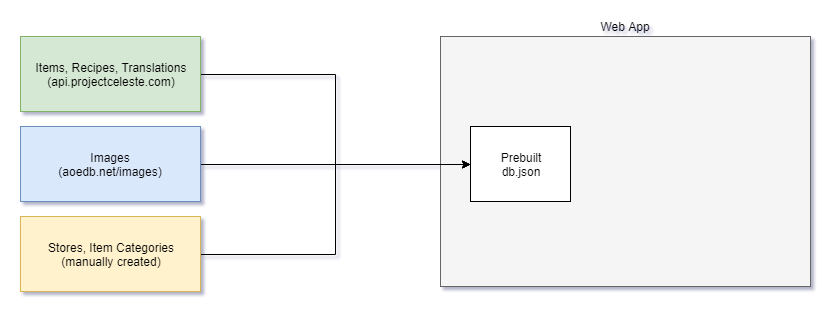 Web App
Items, Recipes, Translations
(api.projectceleste.com)
Images
(aoedb.net/images)
Prebuilt
db.json
Stores, Item Categories
(manually created)